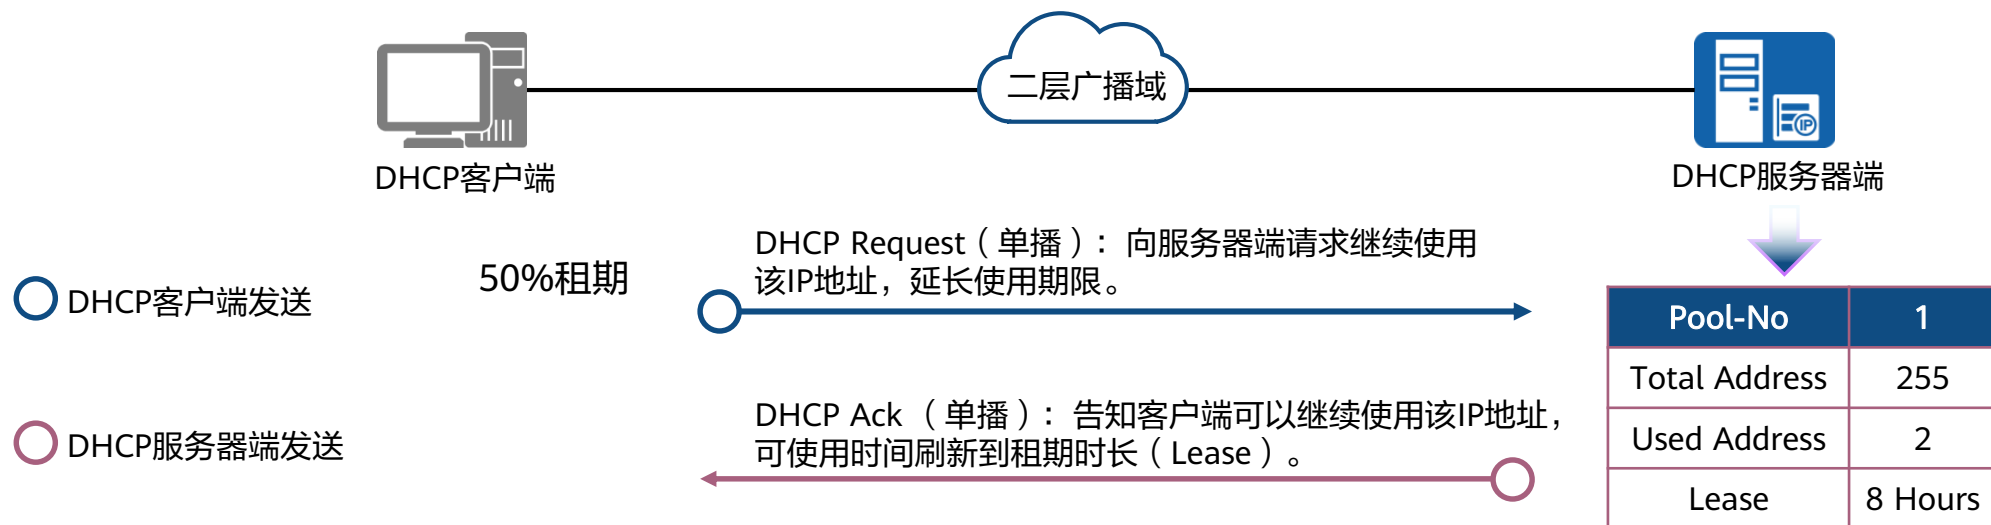 二层广播域
DHCP客户端
DHCP服务器端
50%租期
DHCP Request（单播）：向服务器端请求继续使用
该IP地址，延长使用期限。
DHCP客户端发送
DHCP Ack （单播）：告知客户端可以继续使用该IP地址，
可使用时间刷新到租期时长（Lease）。
DHCP服务器端发送
Pool-No 1
Total Address 255
Used Address 2
Lease 8 Hours
IP